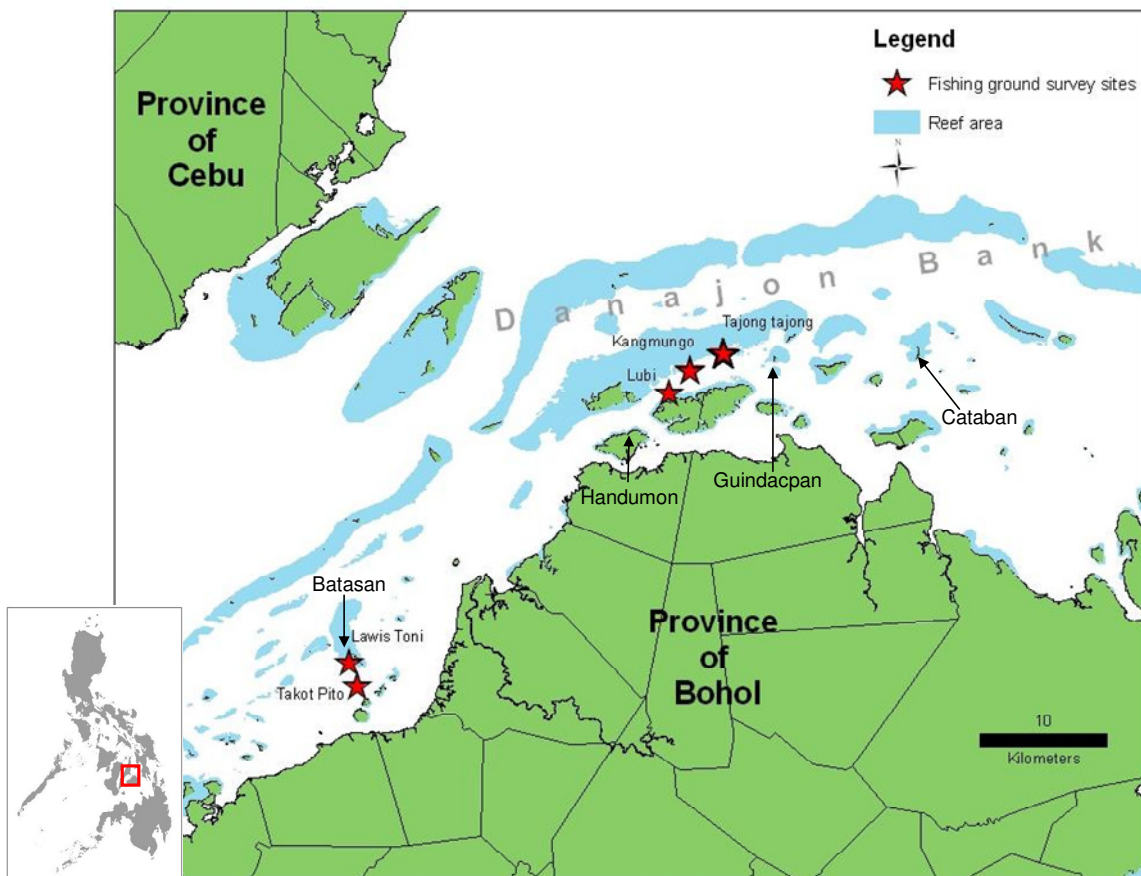 Legend
Fishing ground survey sites
Reef area
N
Province
of
Cebu
Danajon Bank
Tajong tajong
Kangmungo
Lubi
Cataban
Guindacpan
Handumon
Batasan
Lawis Toni
Takot Pito
Province
of
Bohol
10
Kilometers